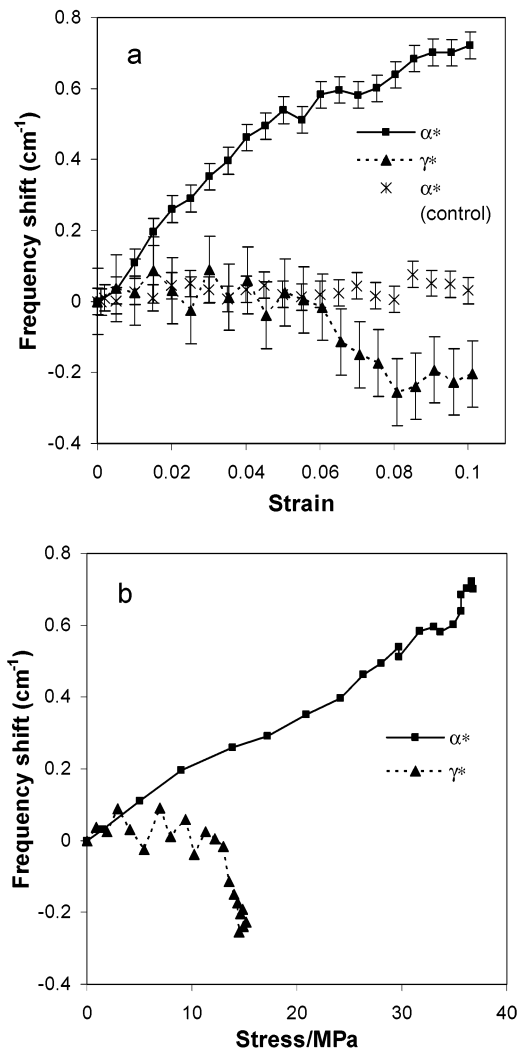 0.8
a
0.6
0.4
α*
γ*
α*
(control)
0.2
0
-0.2
-0.4
0
0.02
0.04
0.06
0.08
0.1
Frequency shift (cm⁻¹)
Strain
0.8
b
0.6
0.4
α*
γ*
0.2
0
-0.2
-0.4
0
10
20
30
40
Frequency shift (cm⁻¹)
Stress/MPa